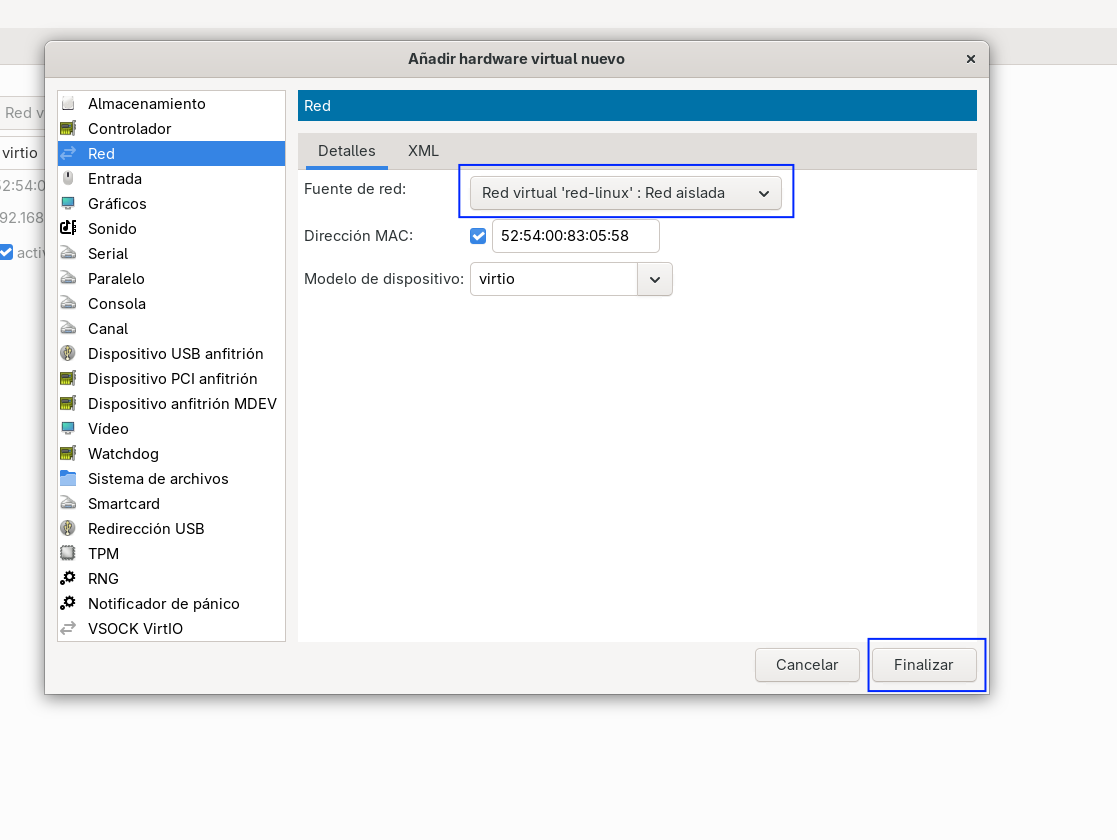 Añadir hardware virtual nuevo
Red v
virtio
52:54:0
92.168
activ
Almacenamiento
Controlador
Red
Entrada
Gráficos
Sonido
Serial
Paralelo
Consola
Canal
Dispositivo USB anfitrión
Dispositivo PCI anfitrión
Dispositivo anfitrión MDEV
Vídeo
Watchdog
Sistema de archivos
Smartcard
Redirección USB
TPM
RNG
Notificador de pánico
VSOCK VirtIO
Red
Detalles XML
Fuente de red: Red virtual 'red-linux' : Red aislada
Dirección MAC: 52:54:00:83:05:58
Modelo de dispositivo: virtio
Cancelar Finalizar